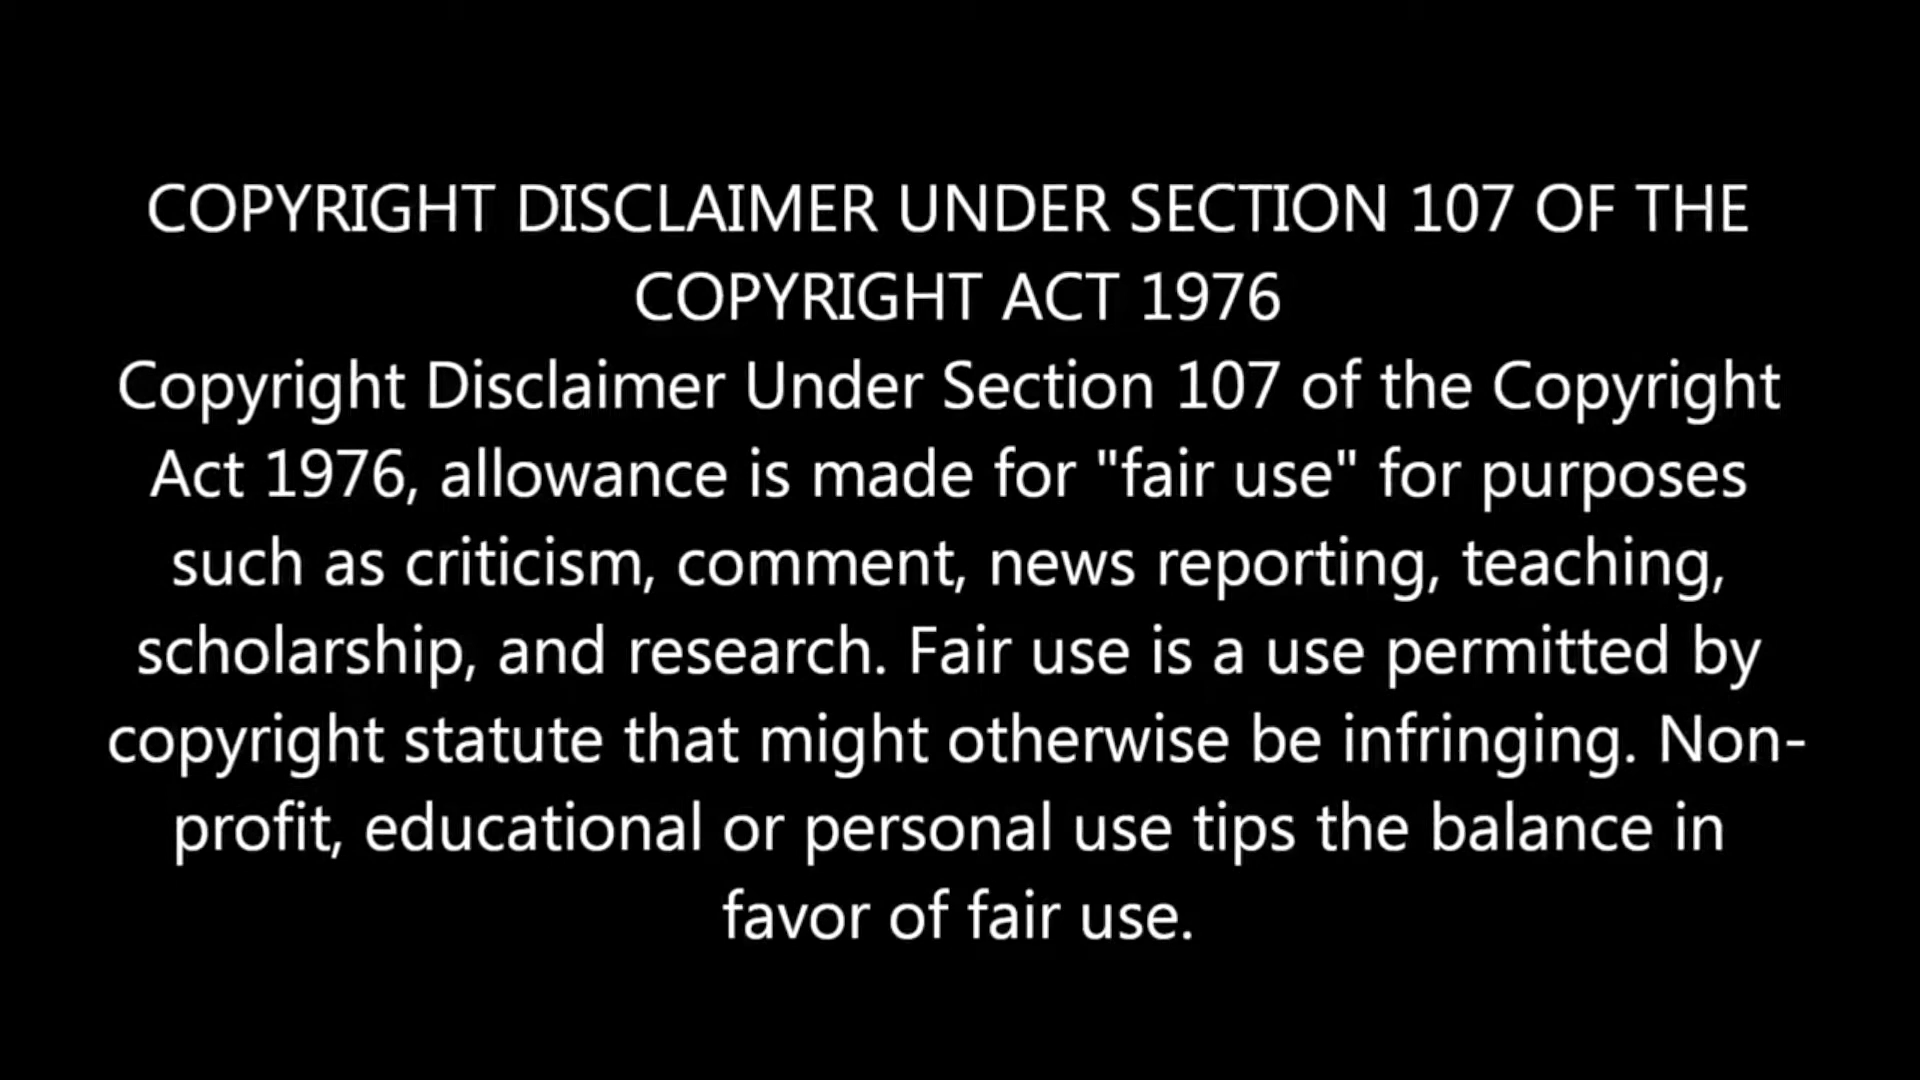 COPYRIGHT DISCLAIMER UNDER SECTION 107 OF THE
COPYRIGHT ACT 1976
Copyright Disclaimer Under Section 107 of the Copyright
Act 1976, allowance is made for "fair use" for purposes
such as criticism, comment, news reporting, teaching,
scholarship, and research. Fair use is a use permitted by
copyright statute that might otherwise be infringing. Non-
profit, educational or personal use tips the balance in
favor of fair use.